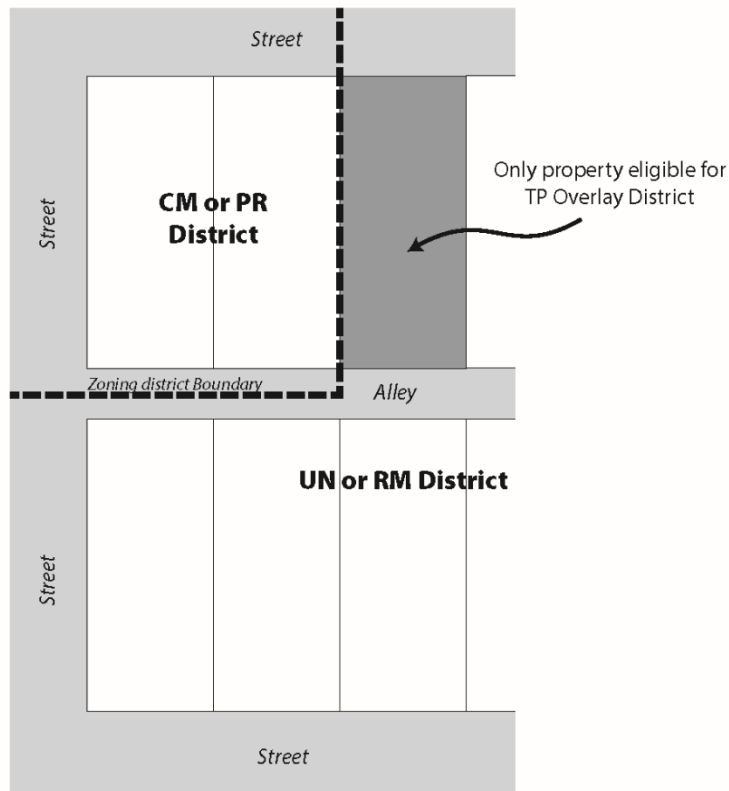 Street
Street
CM or PR
District
Only property eligible for
TP Overlay District
Zoning district Boundary
Alley
UN or RM District
Street
Street